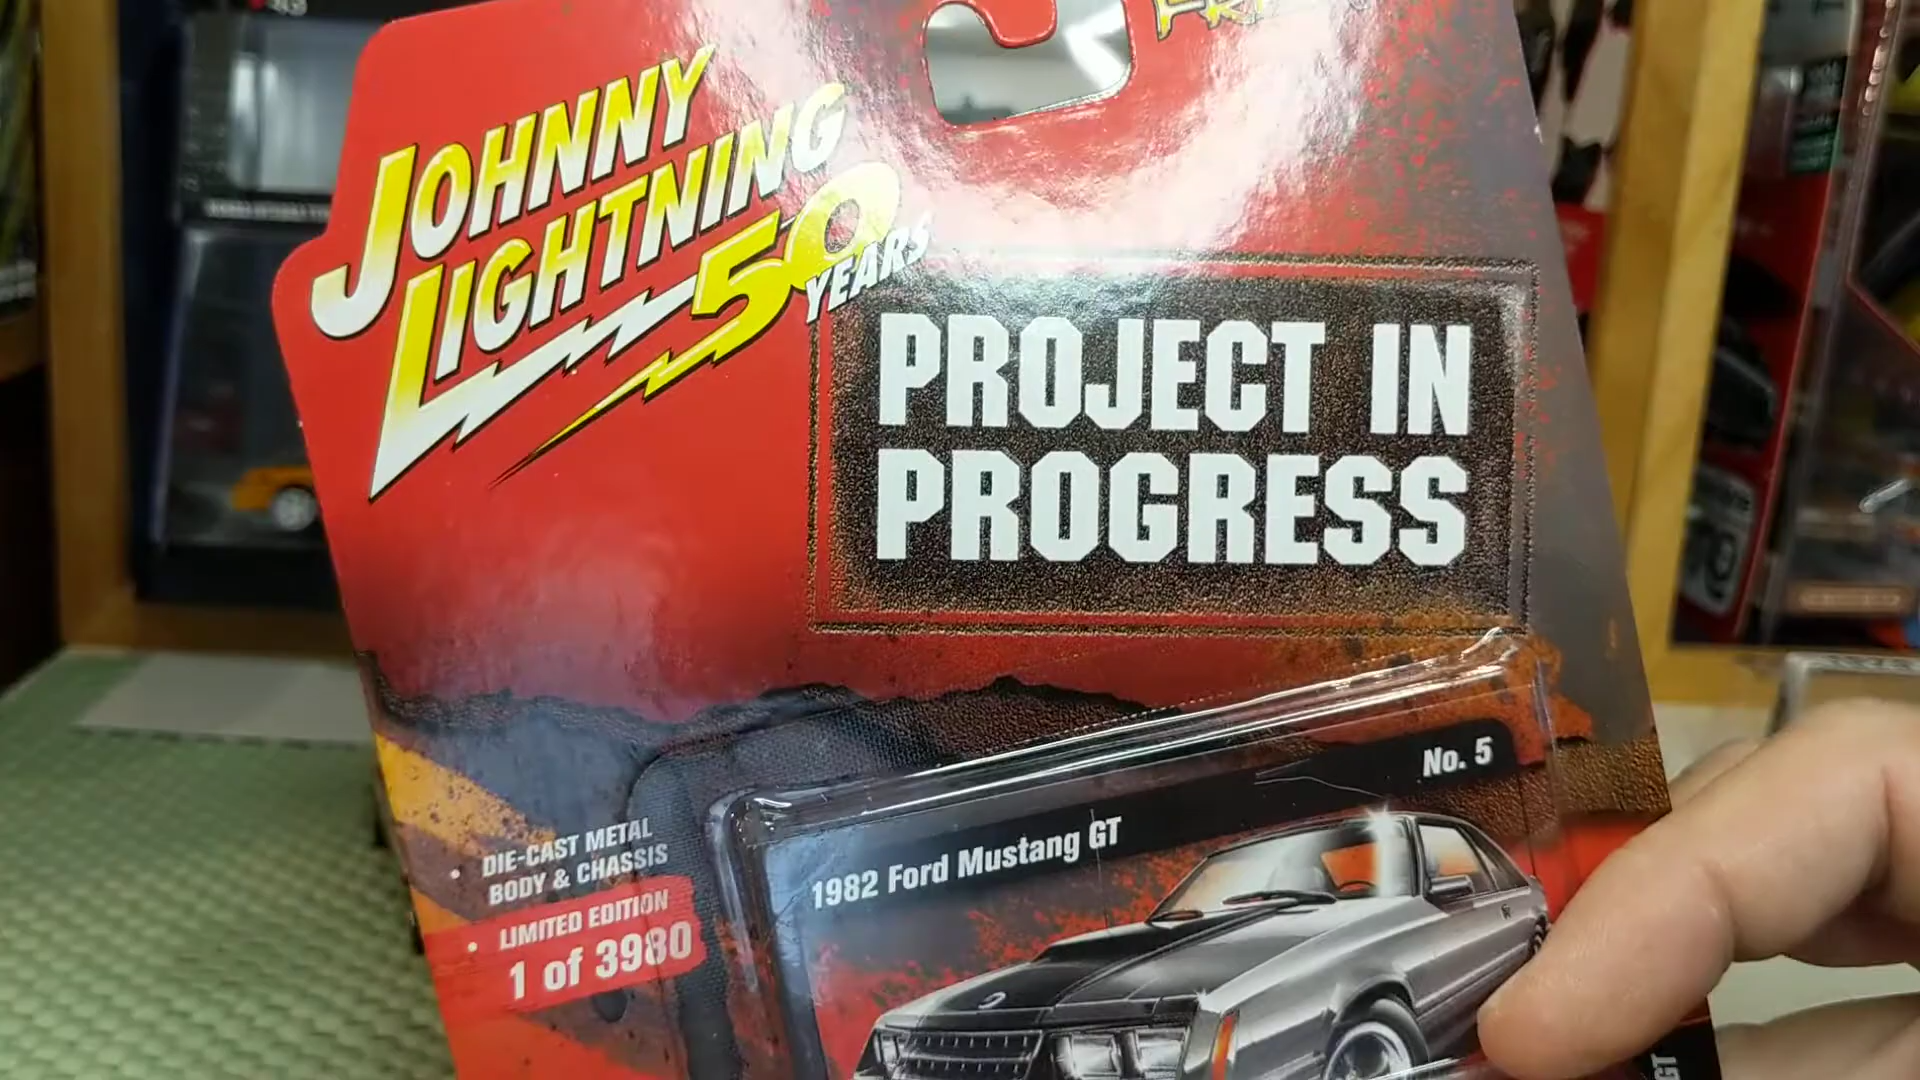 JOHNNY
LIGHTNING
50
YEARS
PROJECT IN
PROGRESS
No. 5
1982 Ford Mustang GT
• DIE-CAST METAL
BODY & CHASSIS
• LIMITED EDITION
1 of 3980
GT